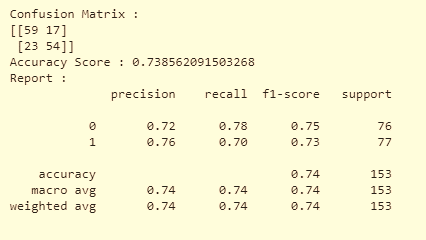 Confusion Matrix :
[[59 17]
 [23 54]]
Accuracy Score : 0.738562091503268
Report :
              precision    recall  f1-score   support

           0       0.72      0.78      0.75        76
           1       0.76      0.70      0.73        77

    accuracy                           0.74       153
   macro avg       0.74      0.74      0.74       153
weighted avg       0.74      0.74      0.74       153